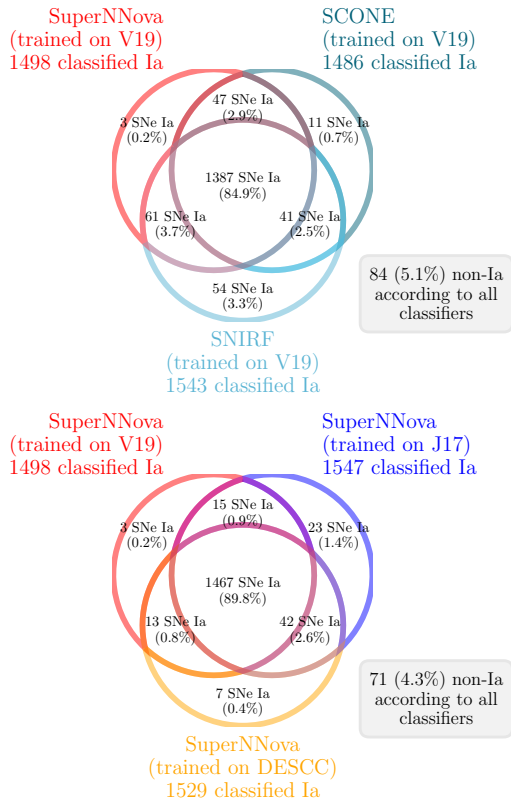 SuperNNova
(trained on V19)
1498 classified Ia
SCONE
(trained on V19)
1486 classified Ia
47 SNe Ia
(2.9%)
3 SNe Ia
(0.2%)
11 SNe Ia
(0.7%)
1387 SNe Ia
(84.9%)
61 SNe Ia
(3.7%)
41 SNe Ia
(2.5%)
54 SNe Ia
(3.3%)
84 (5.1%) non-Ia
according to all
classifiers
SNIRF
(trained on V19)
1543 classified Ia
SuperNNova
(trained on V19)
1498 classified Ia
SuperNNova
(trained on J17)
1547 classified Ia
15 SNe Ia
(0.9%)
3 SNe Ia
(0.2%)
23 SNe Ia
(1.4%)
1467 SNe Ia
(89.8%)
13 SNe Ia
(0.8%)
42 SNe Ia
(2.6%)
7 SNe Ia
(0.4%)
71 (4.3%) non-Ia
according to all
classifiers
SuperNNova
(trained on DESCC)
1529 classified Ia